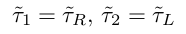 τ̃₁ = τ̃_R, τ̃₂ = τ̃_L